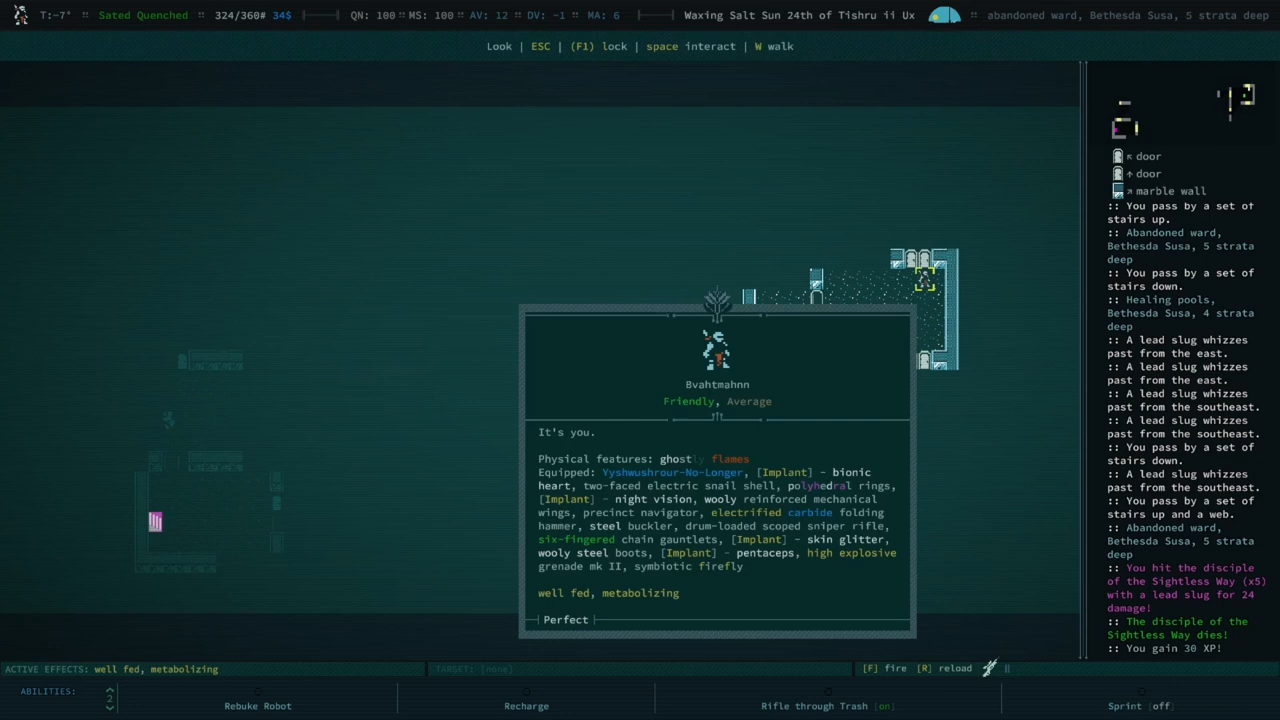 T:-7° :: Sated Quenched :: 324/360# 34$ QN: 100 :: MS: 100 :: AV: 12 :: DV: -1 :: MA: 6 Waxing Salt Sun 24th of Tishru ii Ux :: abandoned ward, Bethesda Susa, 5 strata deep
Look | ESC | (F1) lock | space interact | W walk
door
door
marble wall
:: You pass by a set of
stairs up.
:: Abandoned ward,
Bethesda Susa, 5 strata
deep
:: You pass by a set of
stairs down.
:: Healing pools,
Bethesda Susa, 4 strata
deep
:: A lead slug whizzes
past from the east.
:: A lead slug whizzes
past from the east.
:: A lead slug whizzes
past from the southeast.
:: A lead slug whizzes
past from the southeast.
:: You pass by a set of
stairs down.
:: A lead slug whizzes
past from the southeast.
:: You pass by a set of
stairs up and a web.
:: Abandoned ward,
Bethesda Susa, 5 strata
deep
:: You hit the disciple
of the Sightless Way (x5)
with a lead slug for 24
damage!
:: The disciple of the
Sightless Way dies!
:: You gain 30 XP!
Bvahtmahnn
Friendly, Average
It's you.
Physical features: ghostly flames
Equipped: Yyshwushrour-No-Longer, [Implant] - bionic
heart, two-faced electric snail shell, polyhedral rings,
[Implant] - night vision, wooly reinforced mechanical
wings, precinct navigator, electrified carbide folding
hammer, steel buckler, drum-loaded scoped sniper rifle,
six-fingered chain gauntlets, [Implant] - skin glitter,
wooly steel boots, [Implant] - pentaceps, high explosive
grenade mk II, symbiotic firefly
well fed, metabolizing
Perfect
ACTIVE EFFECTS: well fed, metabolizing
TARGET: [none]
[F] fire [R] reload
ABILITIES:
2
Rebuke Robot
Recharge
Rifle through Trash [on]
Sprint [off]